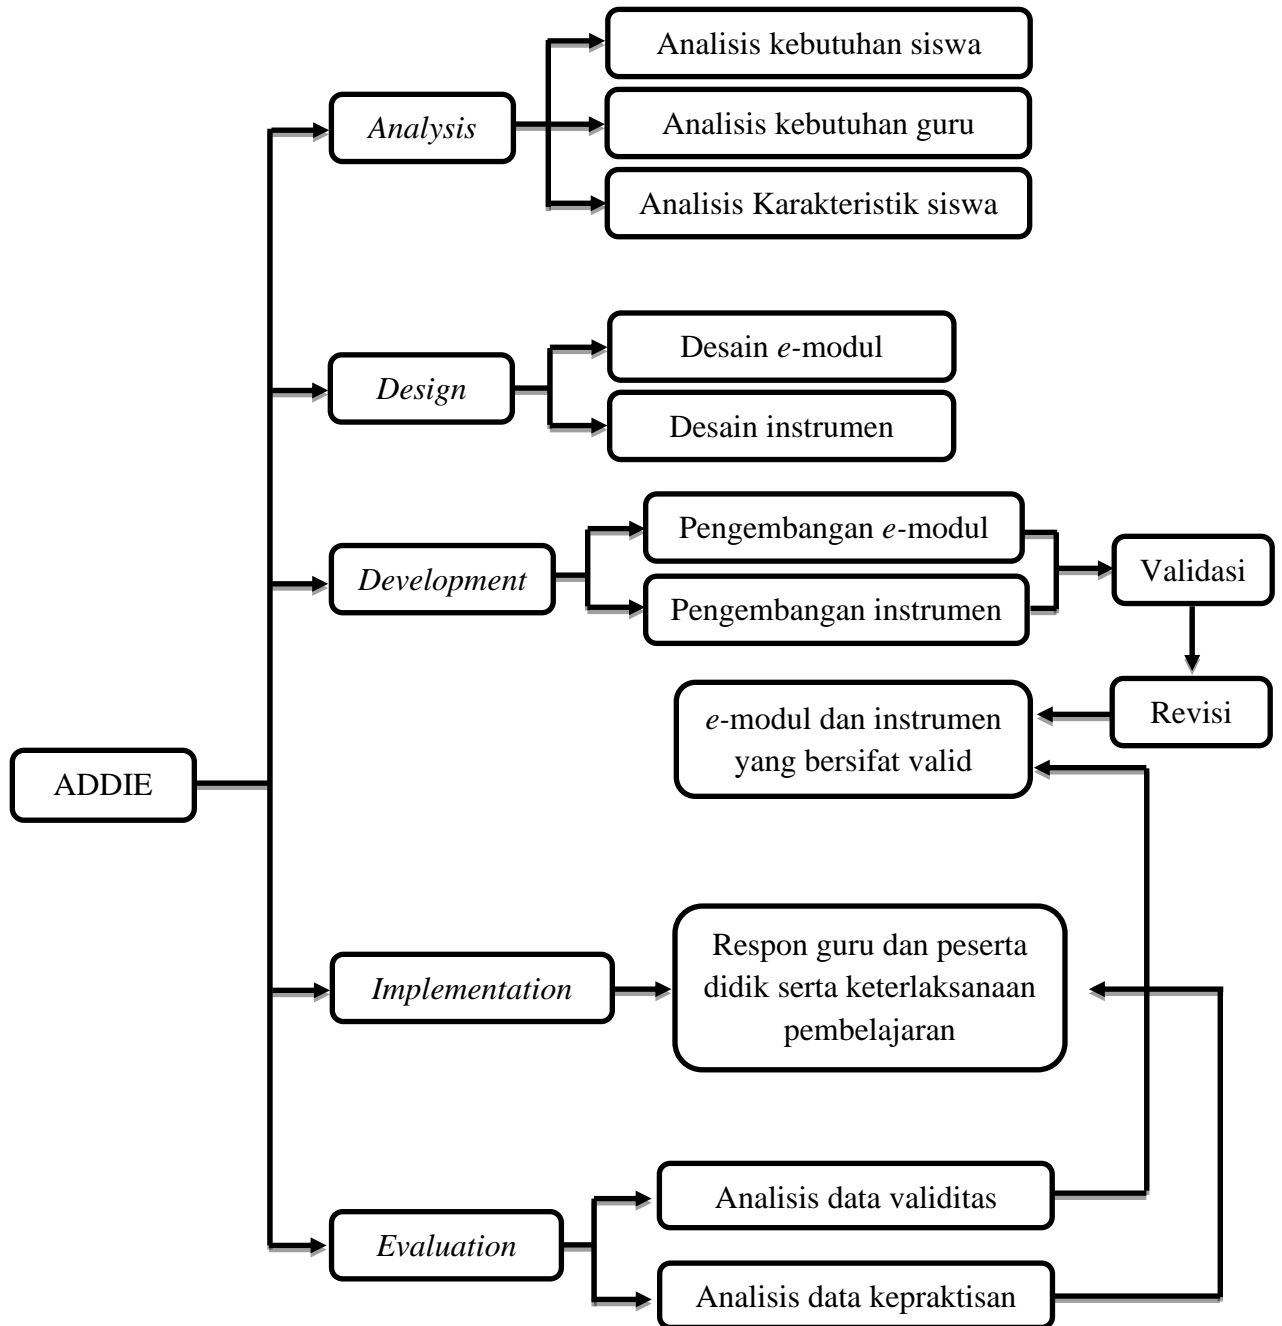 Analisis kebutuhan siswa
Analysis
Analisis kebutuhan guru
Analisis Karakteristik siswa
Desain e-modul
Design
Desain instrumen
Pengembangan e-modul
Development
Validasi
Pengembangan instrumen
e-modul dan instrumen
yang bersifat valid
Revisi
ADDIE
Implementation
Respon guru dan peserta
didik serta keterlaksanaan
pembelajaran
Analisis data validitas
Evaluation
Analisis data kepraktisan